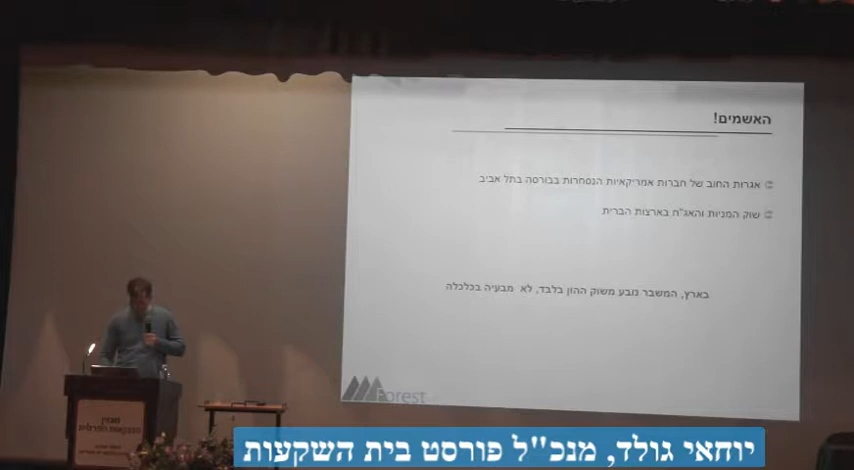 האשמים!
אגרות החוב של חברות אמריקאיות הנסחרות בבורסה בתל אביב
שוק המניות והאג"ח בארצות הברית
בארץ, המשבר נובע משוק ההון בלבד, לא מבעיה בכלכלה
Forest
יוחאי גולד, מנכ"ל פורסט בית השקעות